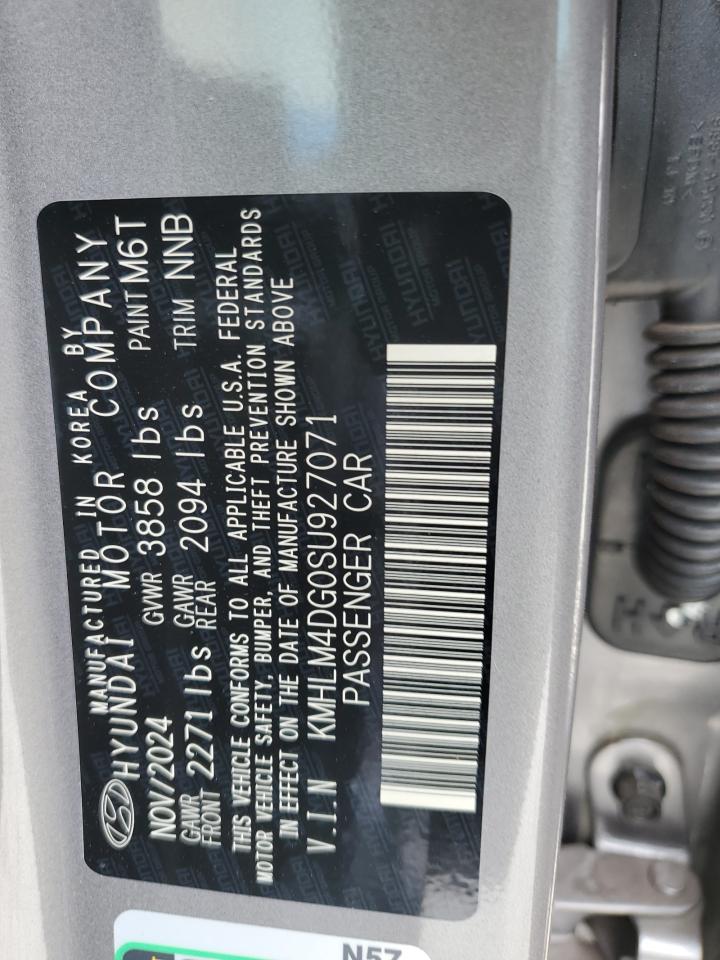 MANUFACTURED IN KOREA BY
HYUNDAI MOTOR COMPANY
NOV/2024 GVWR 3858 lbs PAINT M6T
GAWR FRONT 2271 lbs GAWR REAR 2094 lbs TRIM NNB
THIS VEHICLE CONFORMS TO ALL APPLICABLE U.S.A. FEDERAL
MOTOR VEHICLE SAFETY, BUMPER, AND THEFT PREVENTION STANDARDS
IN EFFECT ON THE DATE OF MANUFACTURE SHOWN ABOVE
V.I.N KMHLM4DG0SU927071
PASSENGER CAR
N57